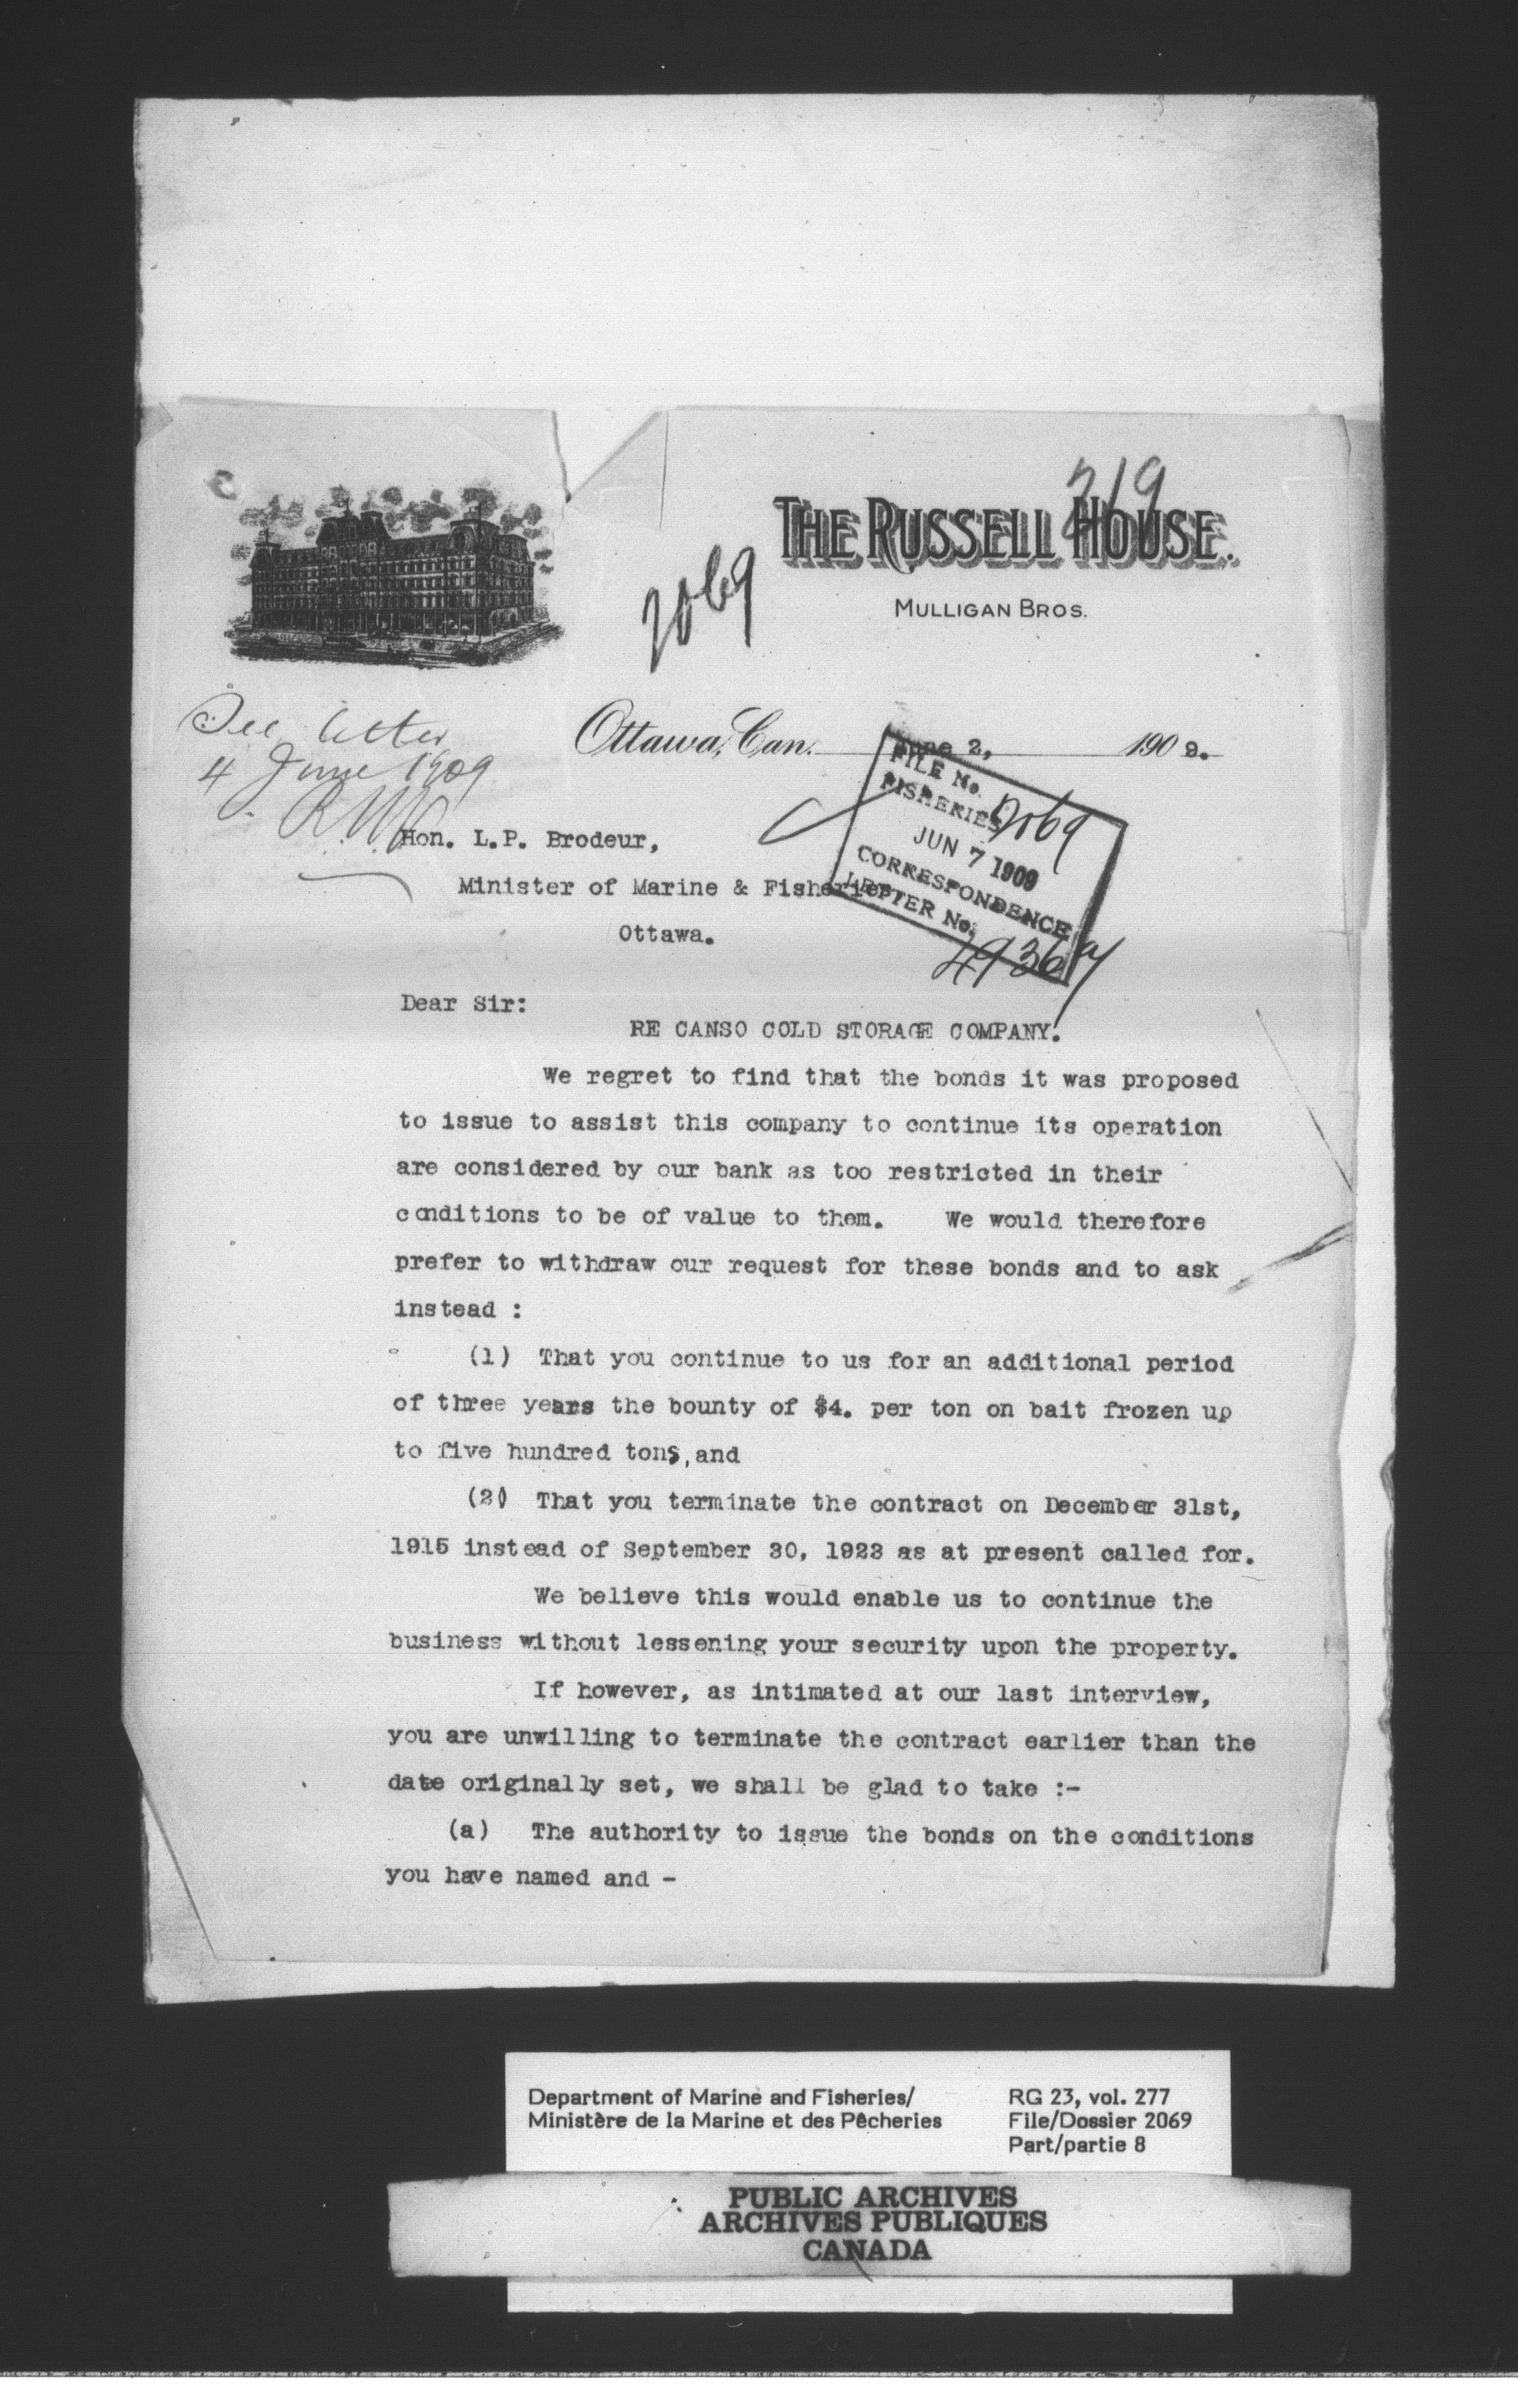 219
THE RUSSELL HOUSE.
MULLIGAN BROS.
2069
See letter
4 June 1909
Ottawa, Can. June 2, 1909.
FILE No.
FISHERIES 2069
JUN 7 1909
CORRESPONDENCE
LETTER No.
Hon. L.P. Brodeur,
Minister of Marine & Fisheries
Ottawa.
Dear Sir:
RE CANSO COLD STORAGE COMPANY.
We regret to find that the bonds it was proposed
to issue to assist this company to continue its operation
are considered by our bank as too restricted in their
conditions to be of value to them. We would therefore
prefer to withdraw our request for these bonds and to ask
instead :
(1) That you continue to us for an additional period
of three years the bounty of $4. per ton on bait frozen up
to five hundred tons, and
(2) That you terminate the contract on December 31st,
1915 instead of September 30, 1923 as at present called for.
We believe this would enable us to continue the
business without lessening your security upon the property.
If however, as intimated at our last interview,
you are unwilling to terminate the contract earlier than the
date originally set, we shall be glad to take :-
(a) The authority to issue the bonds on the conditions
you have named and -
Department of Marine and Fisheries/
Ministère de la Marine et des Pêcheries
RG 23, vol. 277
File/Dossier 2069
Part/partie 8
PUBLIC ARCHIVES
ARCHIVES PUBLIQUES
CANADA